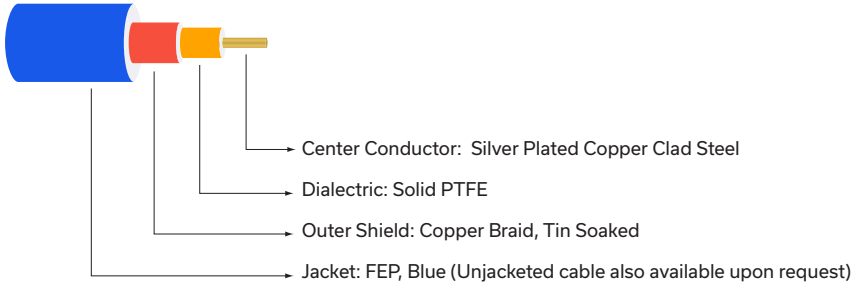 Center Conductor: Silver Plated Copper Clad Steel
Dialectric: Solid PTFE
Outer Shield: Copper Braid, Tin Soaked
Jacket: FEP, Blue (Unjacketed cable also available upon request)